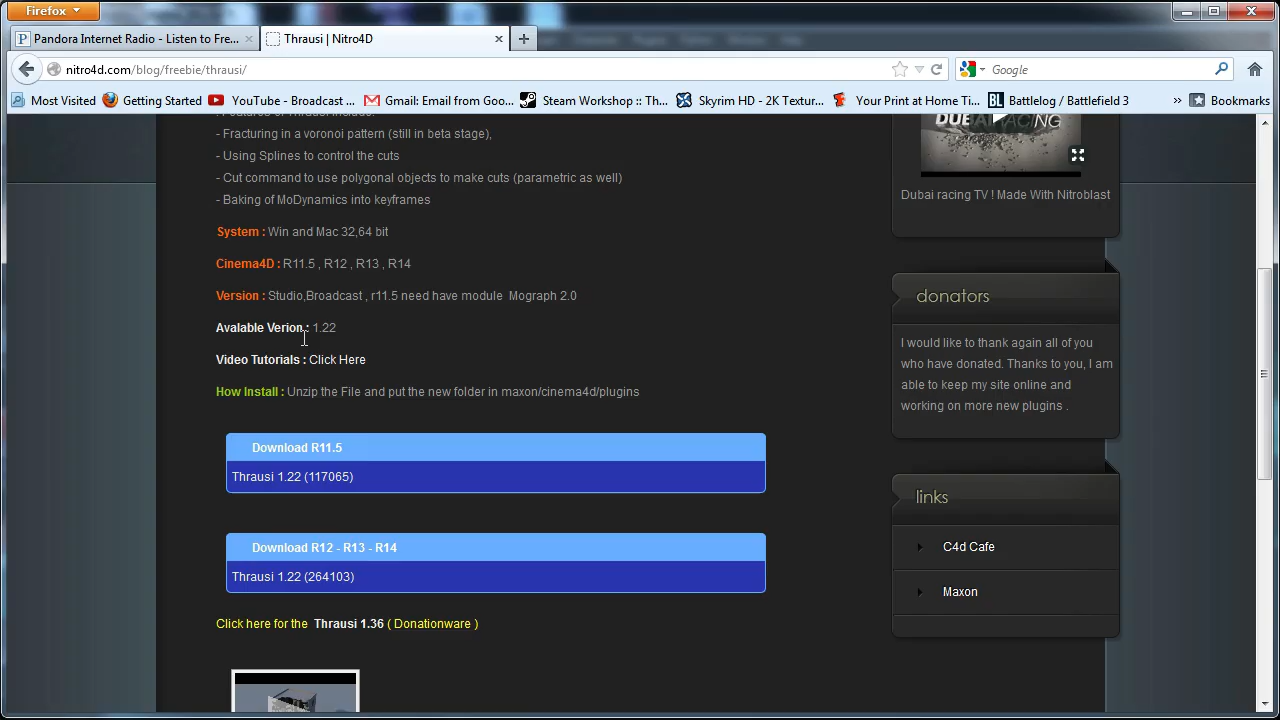 Firefox
Pandora Internet Radio - Listen to Fre...
Thrausi | Nitro4D
nitro4d.com/blog/freebie/thrausi/
Google
Most Visited
Getting Started
YouTube - Broadcast ...
Gmail: Email from Go...
Steam Workshop :: Th...
Skyrim HD - 2K Textur...
Your Print at Home Ti...
Battlelog / Battlefield 3
Bookmarks
- Features of Thrausi include:
- Fracturing in a voronoi pattern (still in beta stage),
- Using Splines to control the cuts
- Cut command to use polygonal objects to make cuts (parametric as well)
- Baking of MoDynamics into keyframes
System : Win and Mac 32,64 bit
Cinema4D : R11.5 , R12 , R13 , R14
Version : Studio,Broadcast , r11.5 need have module Mograph 2.0
Avalable Verion : 1.22
Video Tutorials : Click Here
How Install : Unzip the File and put the new folder in maxon/cinema4d/plugins
Download R11.5
Thrausi 1.22 (117065)
Download R12 - R13 - R14
Thrausi 1.22 (264103)
Click here for the Thrausi 1.36 ( Donationware )
DUBAI RACING
Dubai racing TV ! Made With Nitroblast
donators
I would like to thank again all of you
who have donated. Thanks to you, I am
able to keep my site online and
working on more new plugins .
links
C4d Cafe
Maxon